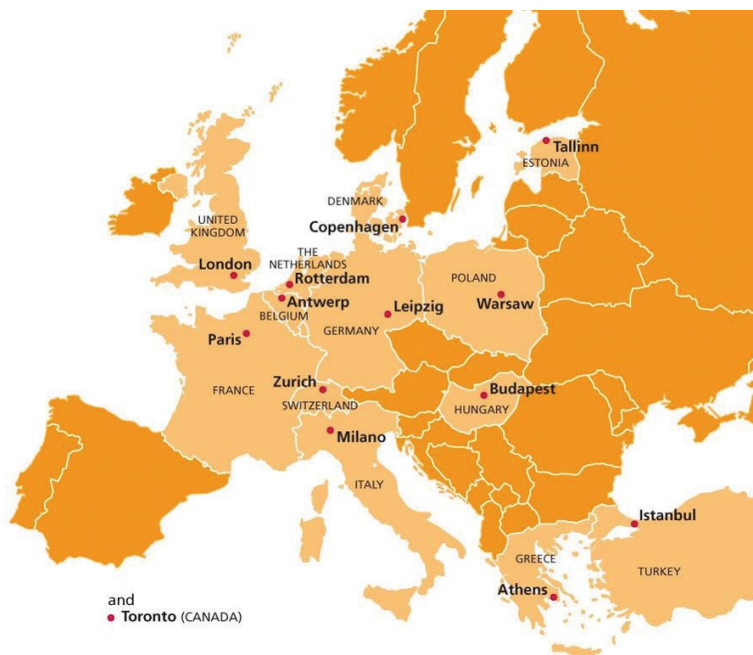 Tallinn
ESTONIA
DENMARK
Copenhagen
UNITED
KINGDOM
THE
NETHERLANDS
London
Rotterdam
POLAND
Antwerp
Warsaw
BELGIUM
Leipzig
GERMANY
Paris
Zurich
FRANCE
Budapest
SWITZERLAND
HUNGARY
Milano
ITALY
Istanbul
GREECE
TURKEY
Athens
and
Toronto (CANADA)